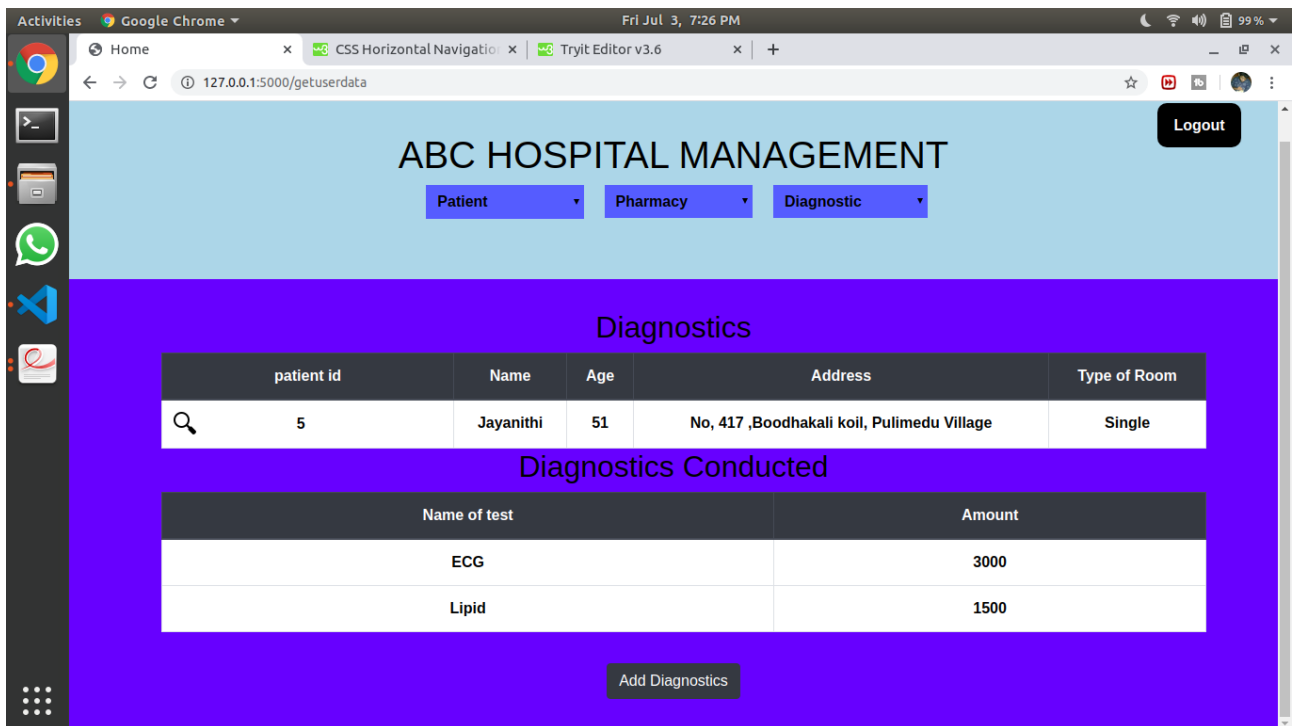 Activities Google Chrome Fri Jul 3, 7:26 PM 99%
Home CSS Horizontal Navigation Tryit Editor v3.6
127.0.0.1:5000/getuserdata
Logout
ABC HOSPITAL MANAGEMENT
Patient Pharmacy Diagnostic
Diagnostics
patient id Name Age Address Type of Room
5 Jayanithi 51 No, 417 ,Boodhakali koil, Pulimedu Village Single
Diagnostics Conducted
Name of test Amount
ECG 3000
Lipid 1500
Add Diagnostics